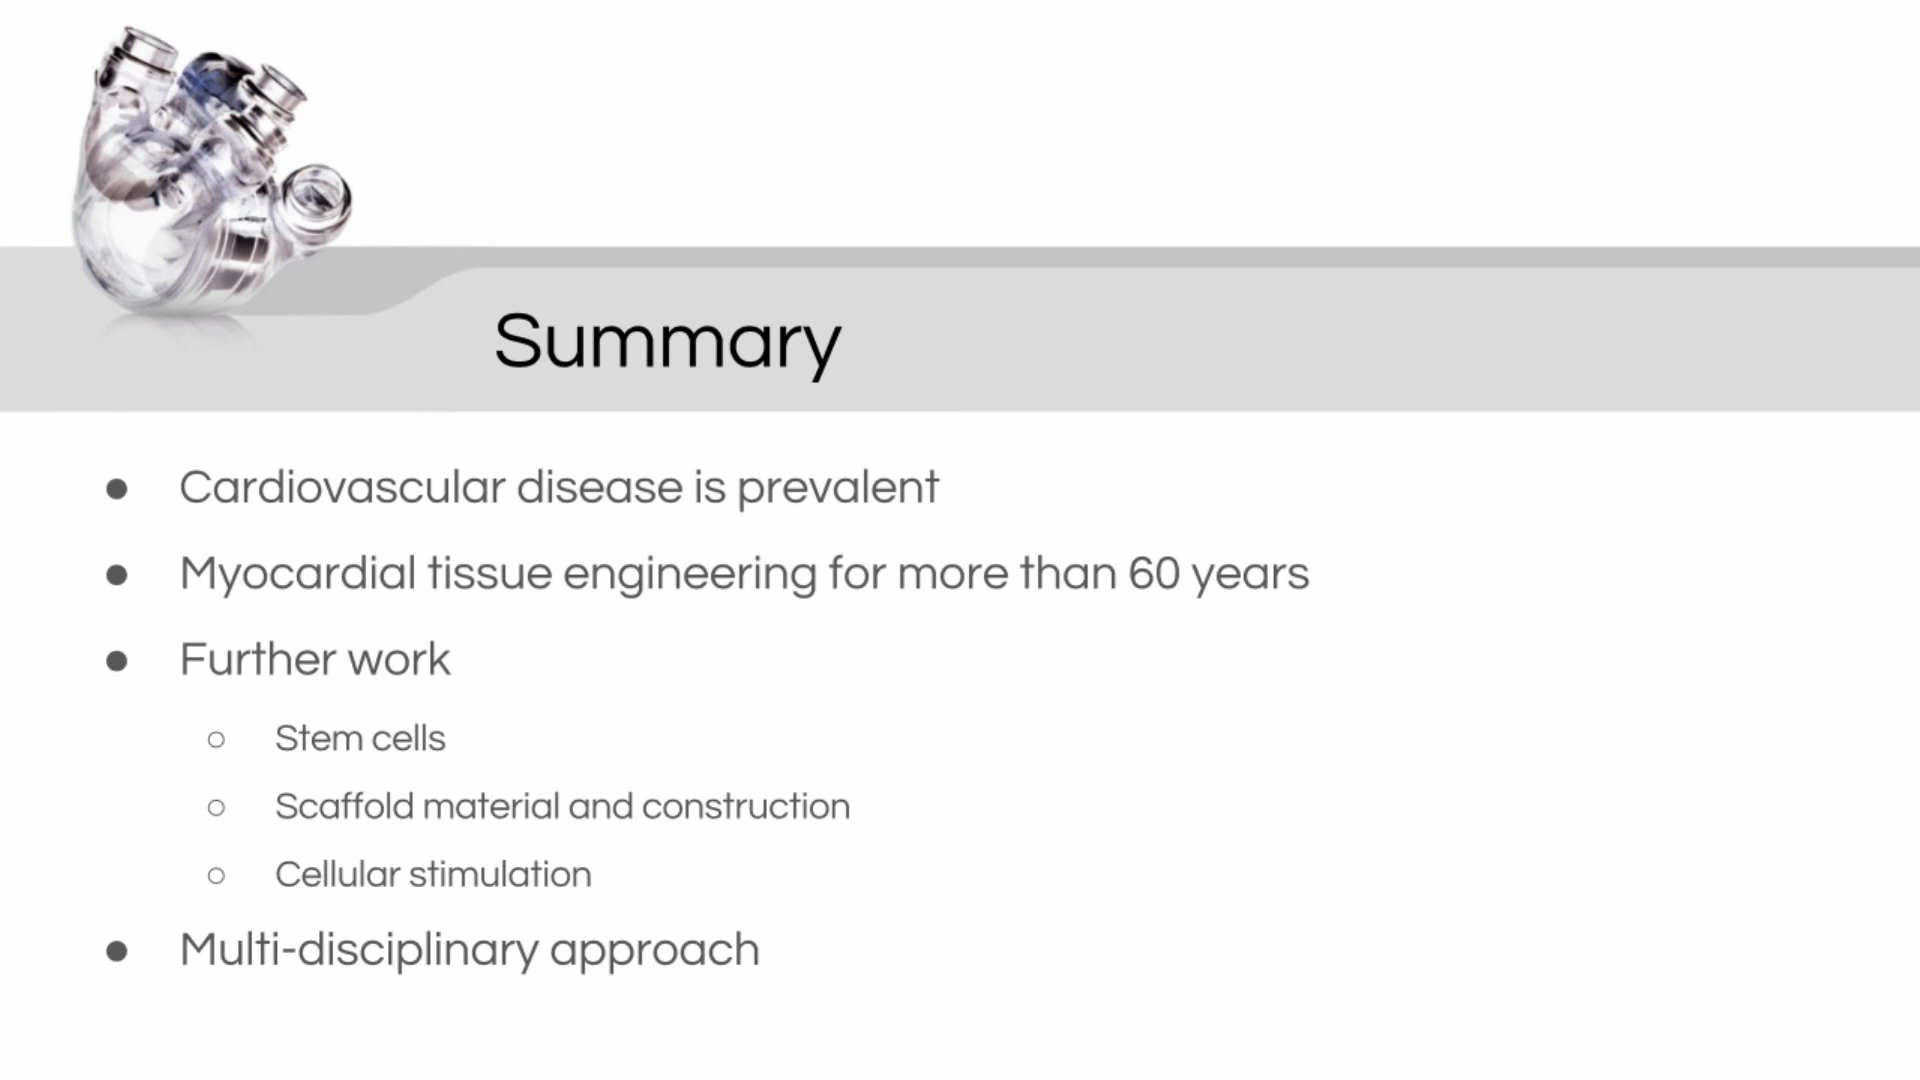 Summary
● Cardiovascular disease is prevalent
● Myocardial tissue engineering for more than 60 years
● Further work
○ Stem cells
○ Scaffold material and construction
○ Cellular stimulation
● Multi-disciplinary approach